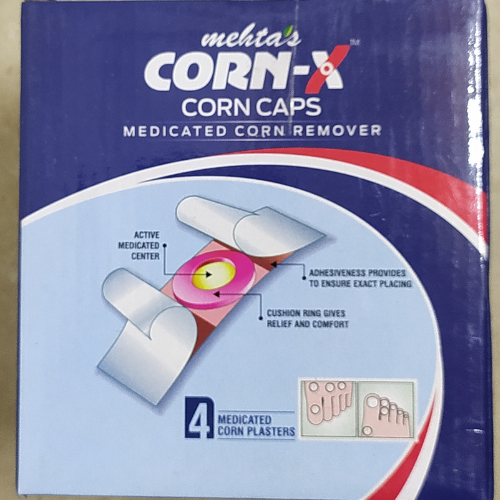 mehta's
CORN-X™
CORN CAPS
MEDICATED CORN REMOVER
ACTIVE
MEDICATED
CENTER
ADHESIVENESS PROVIDES
TO ENSURE EXACT PLACING
CUSHION RING GIVES
RELIEF AND COMFORT
4 MEDICATED
CORN PLASTERS